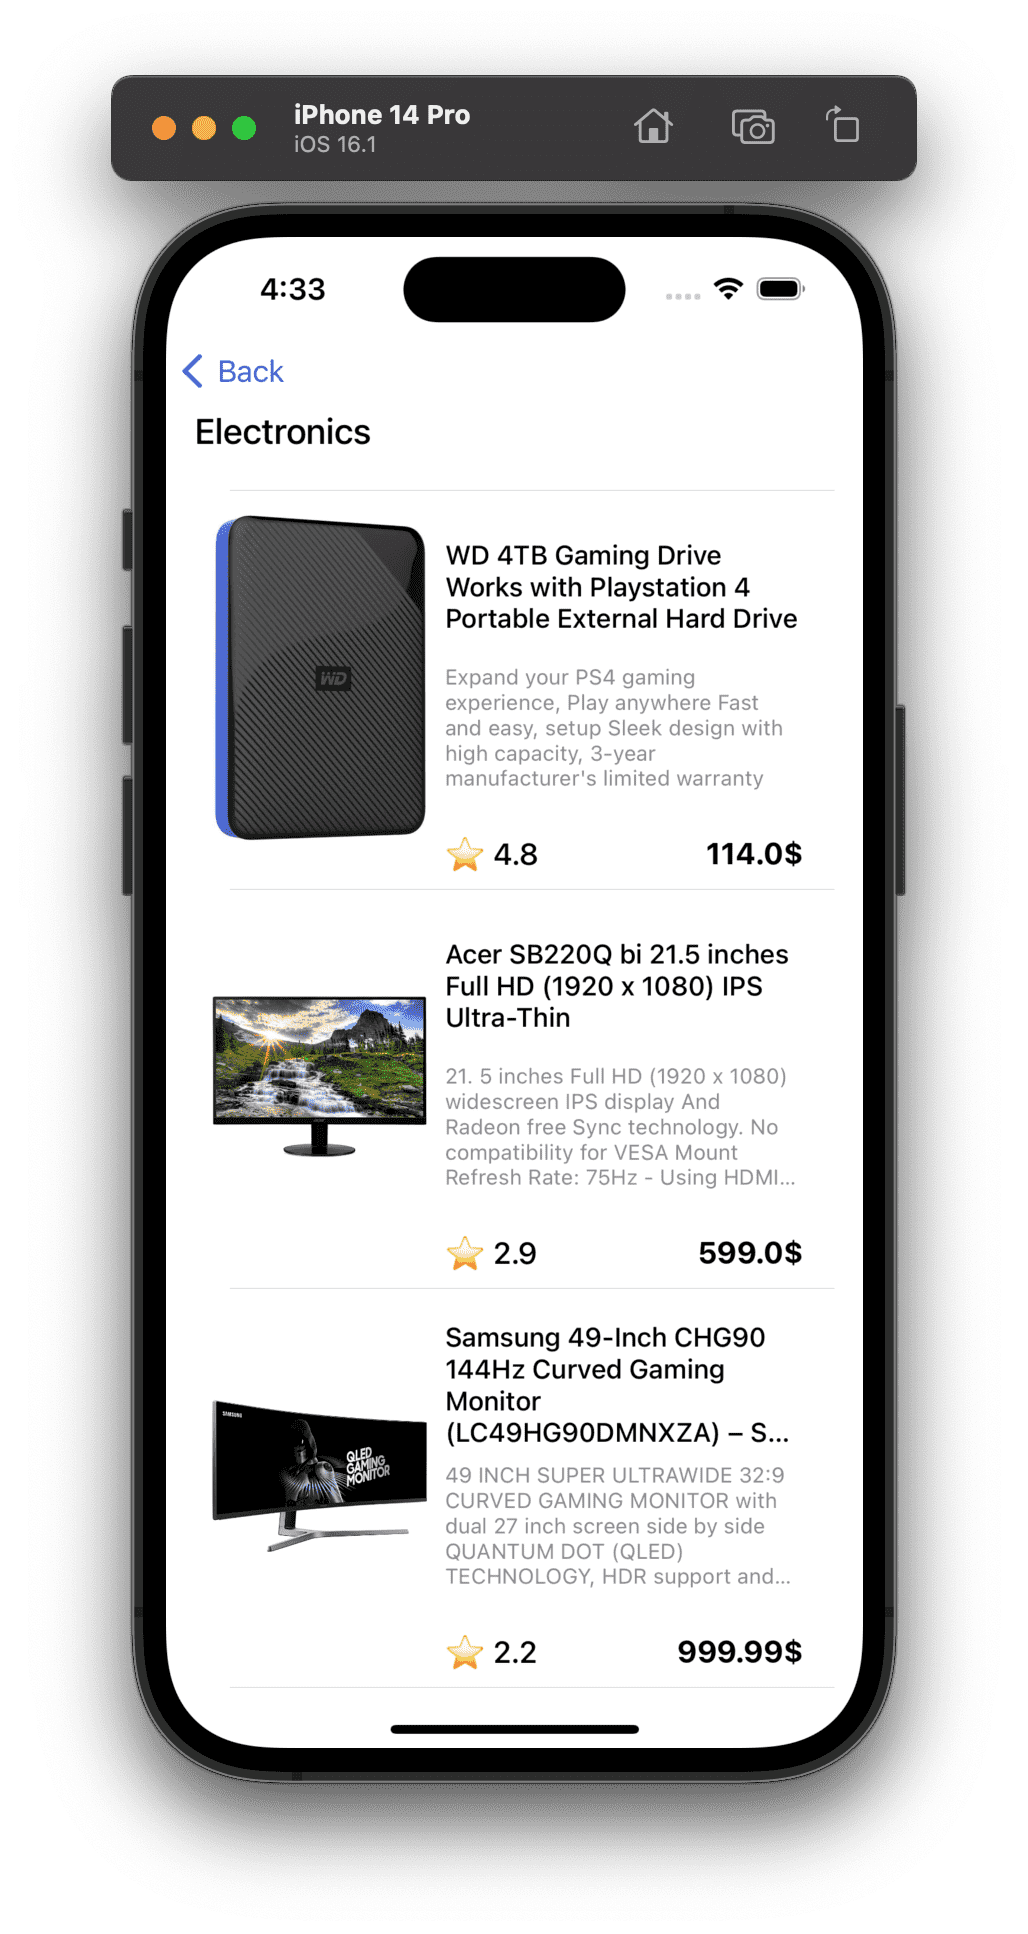 iPhone 14 Pro
iOS 16.1
4:33
Back
Electronics
WD 4TB Gaming Drive
Works with Playstation 4
Portable External Hard Drive
WD
Expand your PS4 gaming
experience, Play anywhere Fast
and easy, setup Sleek design with
high capacity, 3-year
manufacturer's limited warranty
4.8
114.0$
Acer SB220Q bi 21.5 inches
Full HD (1920 x 1080) IPS
Ultra-Thin
21. 5 inches Full HD (1920 x 1080)
widescreen IPS display And
Radeon free Sync technology. No
compatibility for VESA Mount
Refresh Rate: 75Hz - Using HDMI...
2.9
599.0$
Samsung 49-Inch CHG90
144Hz Curved Gaming
Monitor
(LC49HG90DMNXZA) – S...
SAMSUNG
QLED
GAMING
MONITOR
49 INCH SUPER ULTRAWIDE 32:9
CURVED GAMING MONITOR with
dual 27 inch screen side by side
QUANTUM DOT (QLED)
TECHNOLOGY, HDR support and...
2.2
999.99$